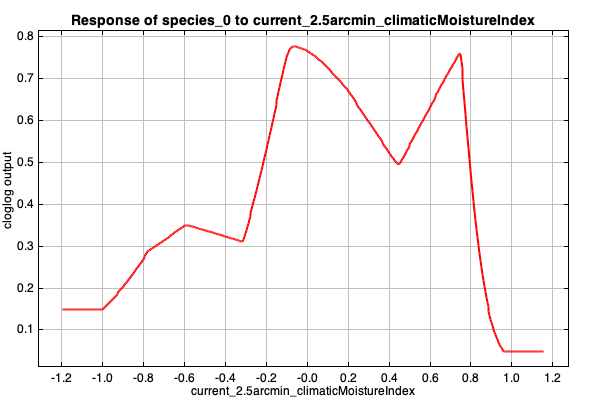 Response of species_0 to current_2.5arcmin_climaticMoistureIndex
0.8
0.7
0.6
0.5
0.4
0.3
0.2
0.1
cloglog output
-1.2 -1.0 -0.8 -0.6 -0.4 -0.2 0.0 0.2 0.4 0.6 0.8 1.0 1.2
current_2.5arcmin_climaticMoistureIndex